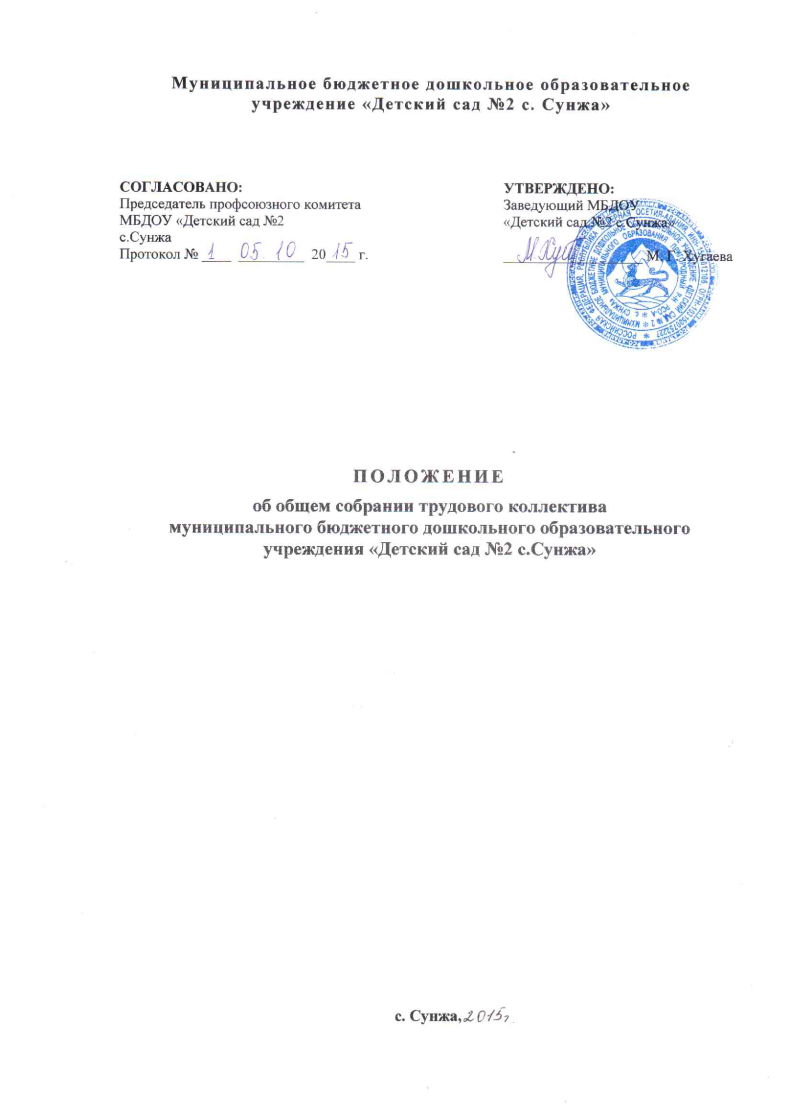 Муниципальное бюджетное дошкольное образовательное
учреждение «Детский сад №2 с. Сунжа»
СОГЛАСОВАНО:
Председатель профсоюзного комитета
МБДОУ «Детский сад №2
с.Сунжа
Протокол № 1 05.10 2015 г.
УТВЕРЖДЕНО:
Заведующий МБДОУ
«Детский сад №2 с.Сунжа»
М. Г. Хугаева
ПОЛОЖЕНИЕ
об общем собрании трудового коллектива
муниципального бюджетного дошкольного образовательного
учреждения «Детский сад №2 с.Сунжа»
с. Сунжа, 2015г